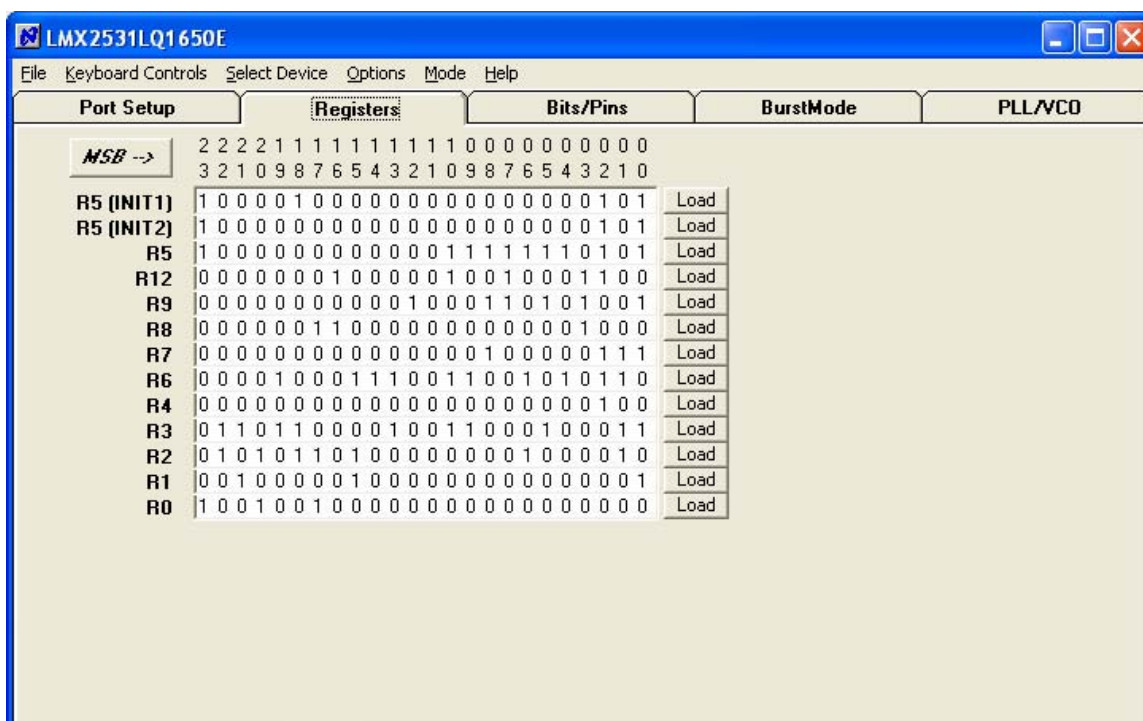 LMX2531LQ1650E
File Keyboard Controls Select Device Options Mode Help
Port Setup Registers Bits/Pins BurstMode PLL/VCO
MSB --> 2 2 2 2 1 1 1 1 1 1 1 1 1 1 0 0 0 0 0 0 0 0 0 0
3 2 1 0 9 8 7 6 5 4 3 2 1 0 9 8 7 6 5 4 3 2 1 0
R5 (INIT1) 1 0 0 0 0 1 0 0 0 0 0 0 0 0 0 0 0 0 0 0 0 1 0 1 Load
R5 (INIT2) 1 0 0 0 0 0 0 0 0 0 0 0 0 0 0 0 0 0 0 0 0 1 0 1 Load
R5 1 0 0 0 0 0 0 0 0 0 0 0 0 1 1 1 1 1 1 1 0 1 0 1 Load
R12 0 0 0 0 0 0 0 1 0 0 0 0 0 1 0 0 1 0 0 0 1 1 0 0 Load
R9 0 0 0 0 0 0 0 0 0 0 0 1 0 0 0 1 1 0 1 0 1 0 0 1 Load
R8 0 0 0 0 0 0 1 1 0 0 0 0 0 0 0 0 0 0 0 0 1 0 0 0 Load
R7 0 0 0 0 0 0 0 0 0 0 0 0 0 0 0 1 0 0 0 0 0 1 1 1 Load
R6 0 0 0 0 1 0 0 0 1 1 1 0 0 1 1 0 0 1 0 1 0 1 1 0 Load
R4 0 0 0 0 0 0 0 0 0 0 0 0 0 0 0 0 0 0 0 0 0 1 0 0 Load
R3 0 1 1 0 1 1 0 0 0 0 1 0 0 1 1 0 0 0 1 0 0 0 1 1 Load
R2 0 1 0 1 0 1 1 0 1 0 0 0 0 0 0 0 0 1 0 0 0 0 1 0 Load
R1 0 0 1 0 0 0 0 0 1 0 0 0 0 0 0 0 0 0 0 0 0 0 0 1 Load
R0 1 0 0 1 0 0 1 0 0 0 0 0 0 0 0 0 0 0 0 0 0 0 0 0 Load